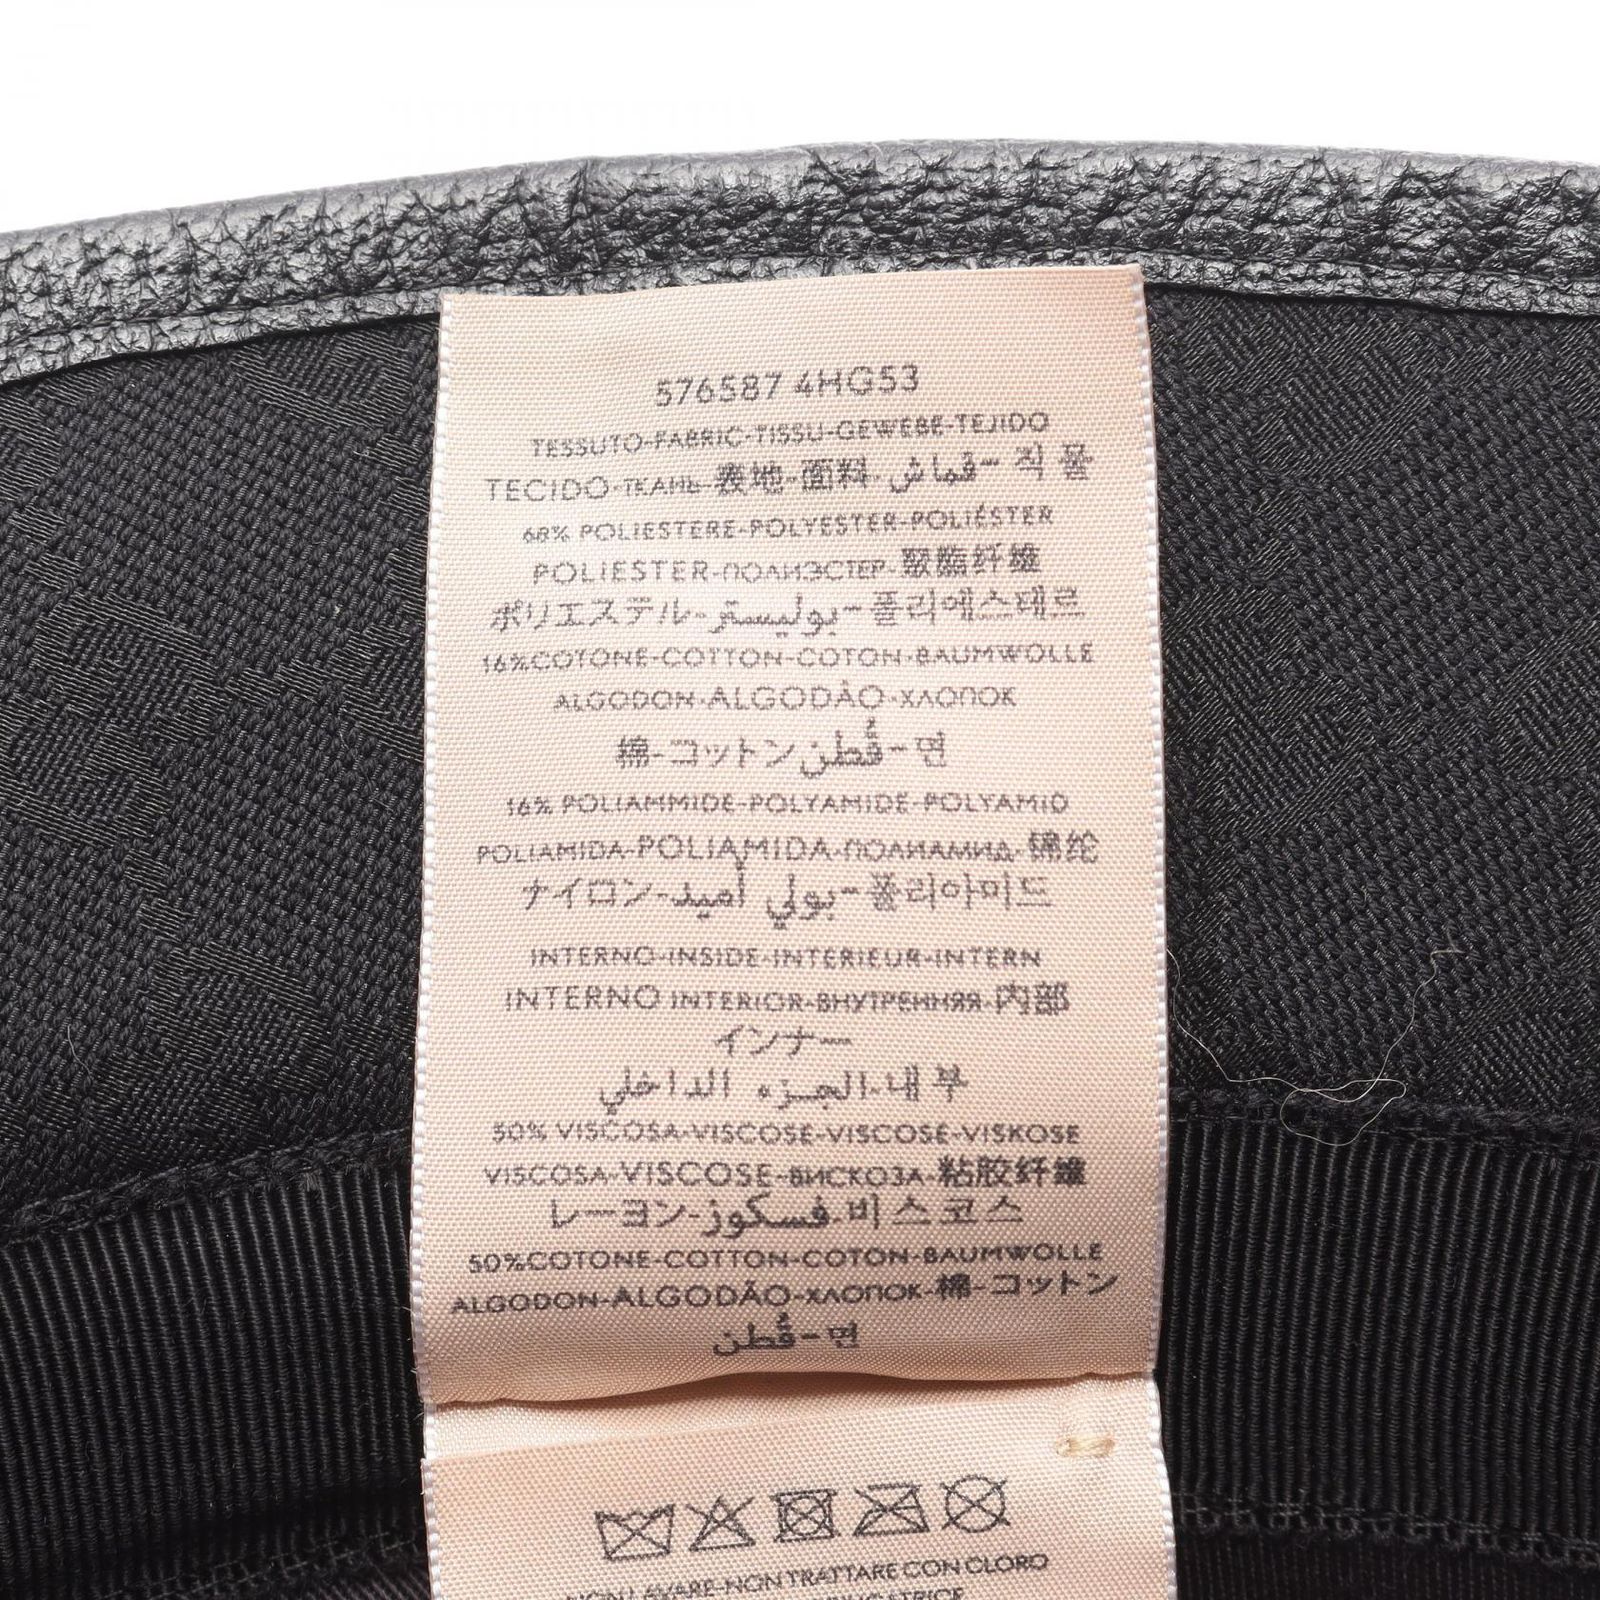 576587 4HG53
TESSUTO-FABRIC-TISSU-GEWEBE-TEJIDO
TECIDO-ТКАНЬ-表地-面料-قماش-직물
68% POLIESTERE-POLYESTER-POLIÉSTER
POLIESTER-ПОЛИЭСТЕР-聚酯纤维
ポリエステル-بوليستر-폴리에스테르
16%COTONE-COTTON-COTON-BAUMWOLLE
ALGODON-ALGODÃO-ХЛОПОК
棉-コットン-قُطن-면
16% POLIAMMIDE-POLYAMIDE-POLYAMID
POLIAMIDA-POLIAMIDA-ПОЛИАМИД-锦纶
ナイロン-بولي أميد-폴리아미드
INTERNO-INSIDE-INTERIEUR-INTERN
INTERNO INTERIOR-ВНУТРЕННЯЯ-内部
インナー
الجزء الداخلي-내부
50% VISCOSA-VISCOSE-VISCOSE-VISKOSE
VISCOSA-VISCOSE-ВИСКОЗА-粘胶纤维
レーヨン-فسكوز-비스코스
50%COTONE-COTTON-COTON-BAUMWOLLE
ALGODON-ALGODÃO-ХЛОПОК-棉-コットン
قُطن-면
NON LAVARE-NON TRATTARE CON CLORO